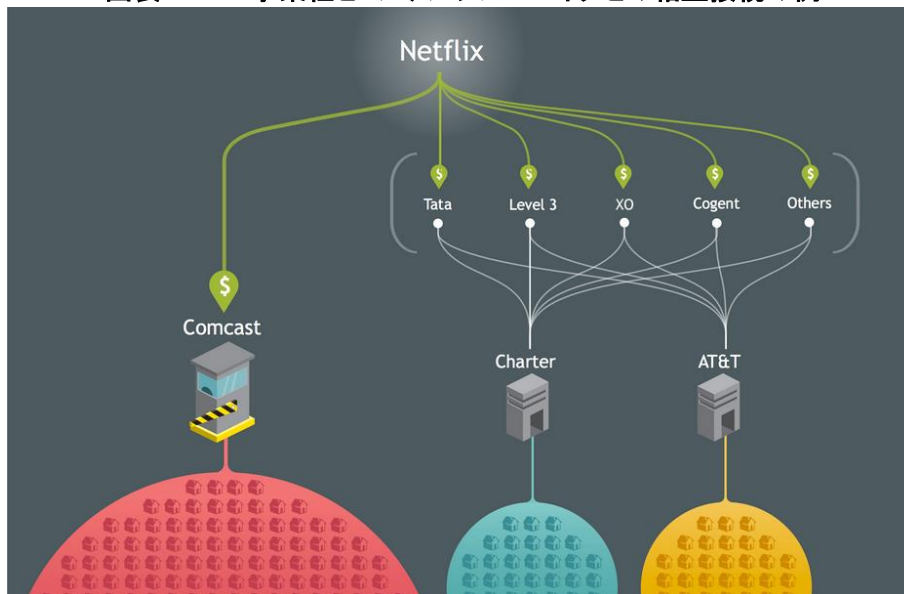 Netflix
Tata
Level 3
XO
Cogent
Others
Comcast
Charter
AT&T